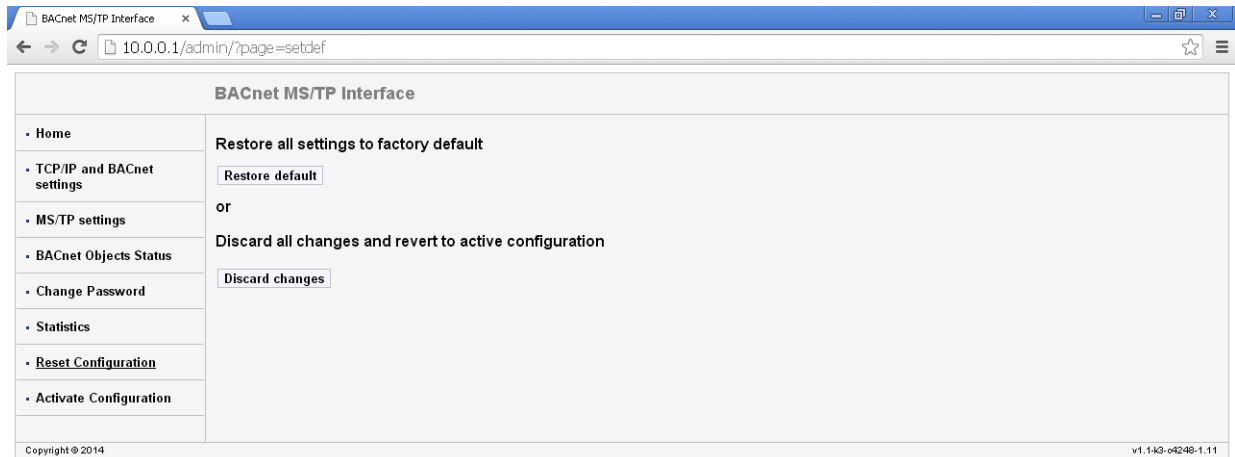 BACnet MS/TP Interface
10.0.0.1/admin/?page=setdef
BACnet MS/TP Interface
Home
TCP/IP and BACnet
settings
MS/TP settings
BACnet Objects Status
Change Password
Statistics
Reset Configuration
Activate Configuration
Restore all settings to factory default
Restore default
or
Discard all changes and revert to active configuration
Discard changes
Copyright © 2014
v1.1-k3-c4248-1.11